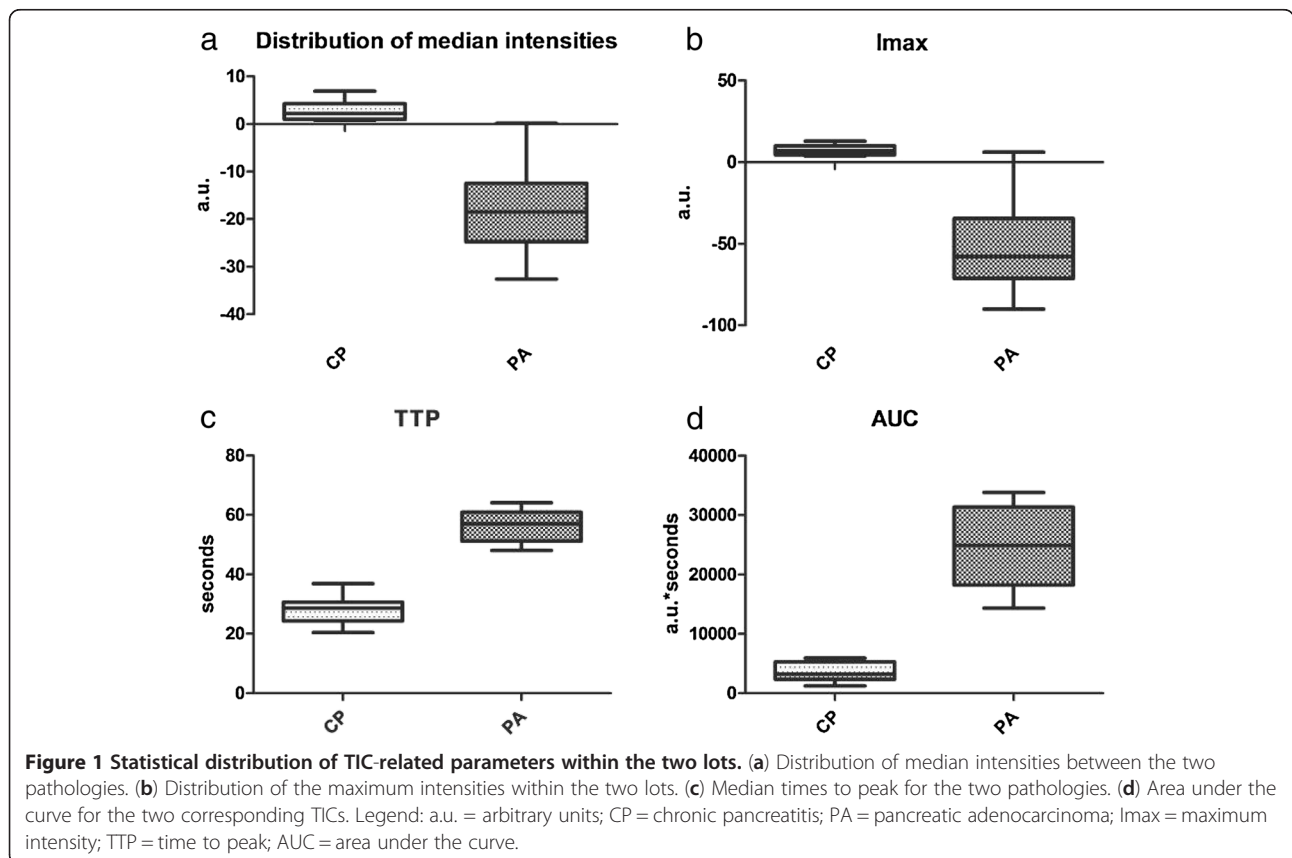 a Distribution of median intensities
10
0
-10
-20
-30
-40
a.u.
CP
PA
b Imax
50
0
-50
-100
a.u.
CP
PA
c TTP
80
60
40
20
0
seconds
CP
PA
d AUC
40000
30000
20000
10000
0
a.u.*seconds
CP
PA
Figure 1 Statistical distribution of TIC-related parameters within the two lots. (a) Distribution of median intensities between the two
pathologies. (b) Distribution of the maximum intensities within the two lots. (c) Median times to peak for the two pathologies. (d) Area under the
curve for the two corresponding TICs. Legend: a.u. = arbitrary units; CP = chronic pancreatitis; PA = pancreatic adenocarcinoma; Imax = maximum
intensity; TTP = time to peak; AUC = area under the curve.